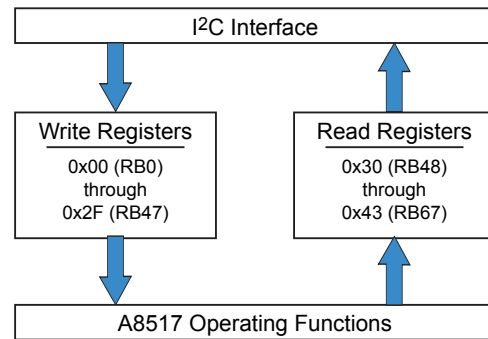 I²C Interface
Write Registers
0x00 (RB0)
through
0x2F (RB47)
Read Registers
0x30 (RB48)
through
0x43 (RB67)
A8517 Operating Functions